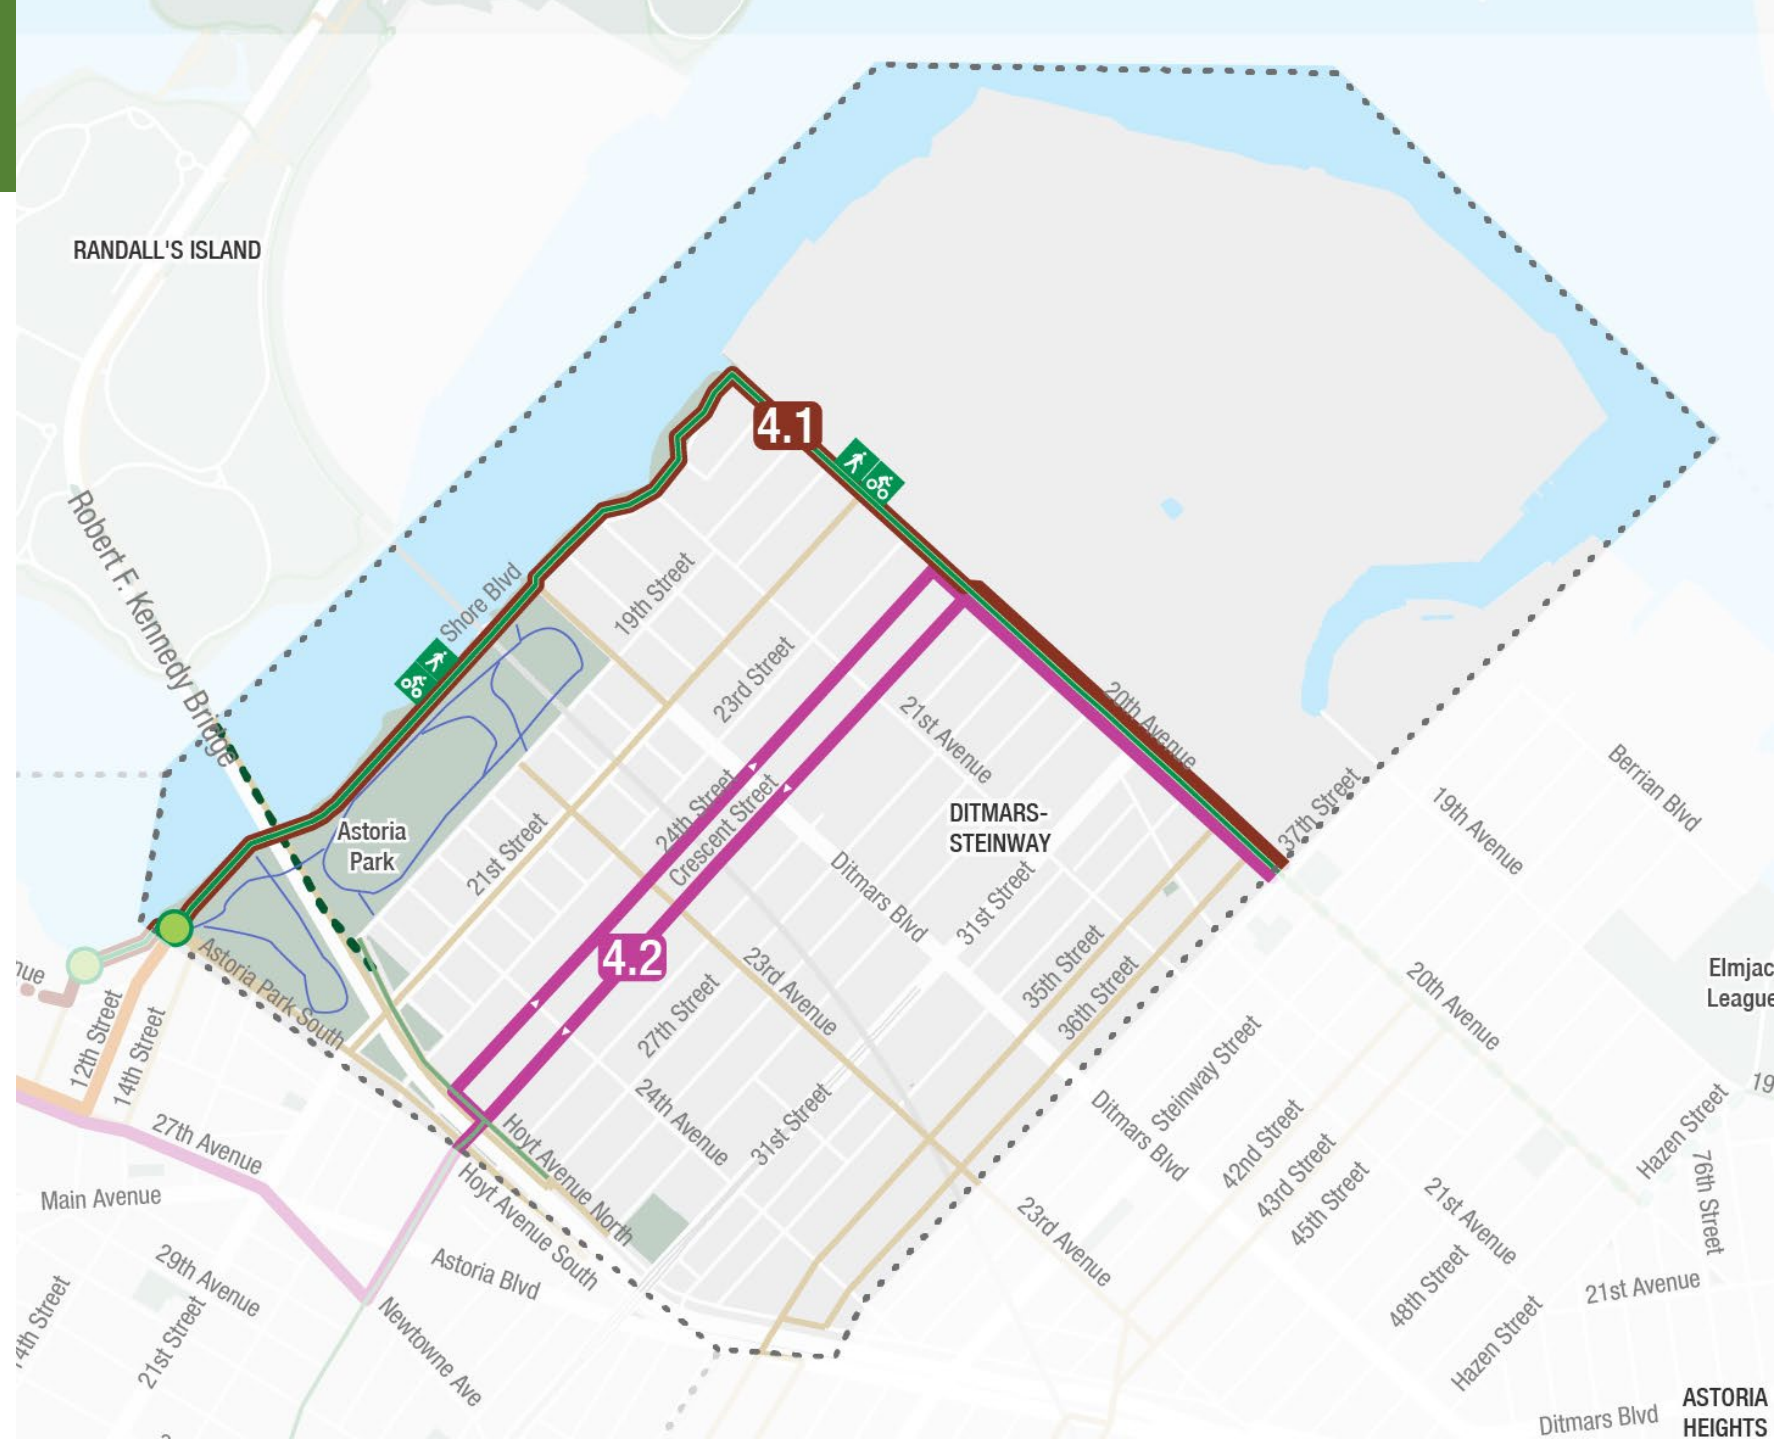 RANDALL'S ISLAND
4.1
Robert F. Kennedy Bridge
Shore Blvd
19th Street
23rd Street
20th Avenue
21st Avenue
24th Street
Crescent Street
DITMARS-
STEINWAY
37th Street
19th Avenue
Berrian Blvd
Astoria
Park
21st Street
Ditmars Blvd
31st Street
4.2
23rd Avenue
35th Street
36th Street
27th Street
Astoria Park South
12th Street
14th Street
Elmjac
League
20th Avenue
Steinway Street
24th Avenue
31st Street
Hoyt Avenue North
Hoyt Avenue South
27th Avenue
Main Avenue
Ditmars Blvd
42nd Street
43rd Street
45th Street
Hazen Street
76th Street
19
21st Avenue
23rd Avenue
29th Avenue
21st Street
Astoria Blvd
Newtowne Ave
48th Street
Hazen Street
21st Avenue
ASTORIA
HEIGHTS
Ditmars Blvd